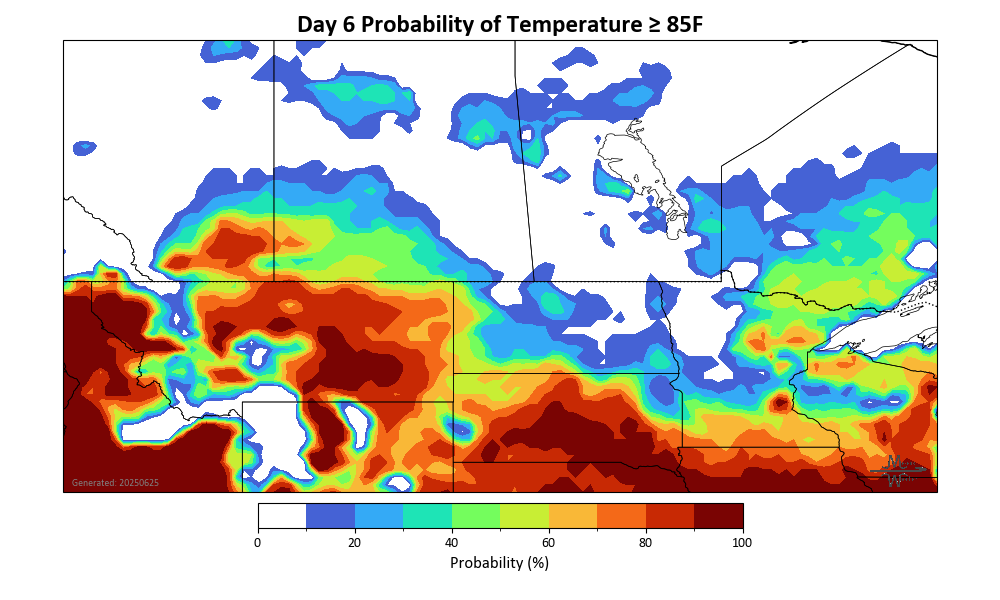 Day 6 Probability of Temperature ≥ 85F
Generated: 20250625
0 20 40 60 80 100
Probability (%)